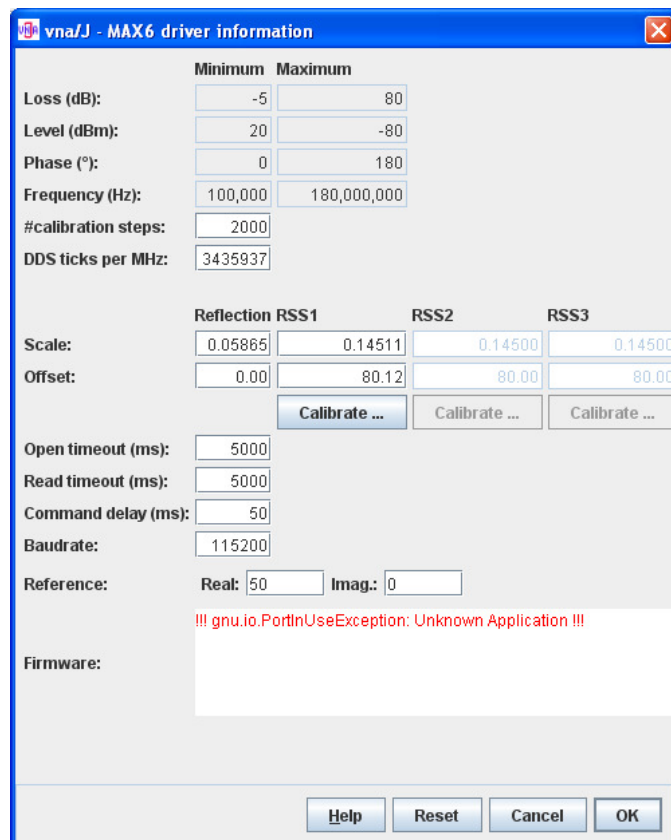 vna/J - MAX6 driver information
Minimum Maximum
Loss (dB): -5 80
Level (dBm): 20 -80
Phase (°): 0 180
Frequency (Hz): 100,000 180,000,000
#calibration steps: 2000
DDS ticks per MHz: 3435937
Reflection RSS1 RSS2 RSS3
Scale: 0.05865 0.14511 0.14500 0.14500
Offset: 0.00 80.12 80.00 80.00
Calibrate ... Calibrate ... Calibrate ...
Open timeout (ms): 5000
Read timeout (ms): 5000
Command delay (ms): 50
Baudrate: 115200
Reference: Real: 50 Imag.: 0
!!! gnu.io.PortInUseException: Unknown Application !!!
Firmware:
Help Reset Cancel OK